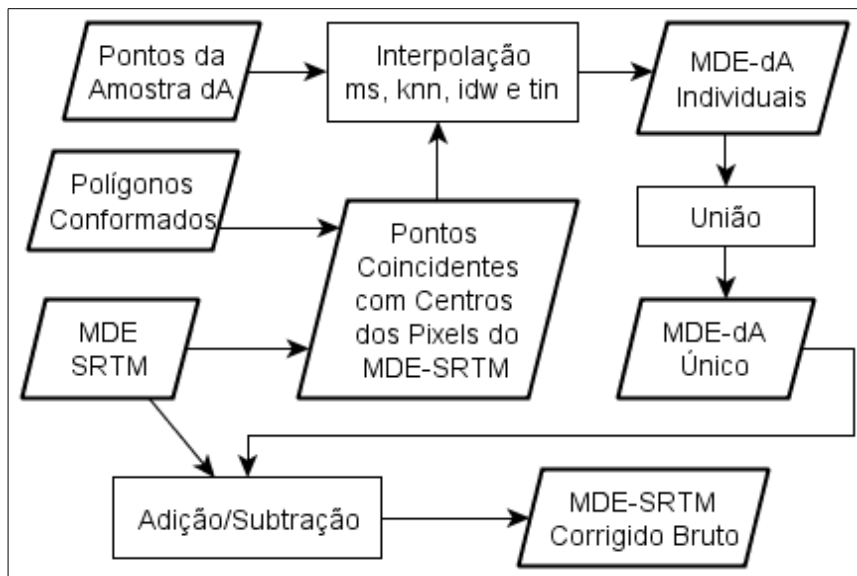 Pontos da
Amostra dA
Interpolação
ms, knn, idw e tin
MDE-dA
Individuais
Polígonos
Conformados
Pontos
Coincidentes
com Centros
dos Pixels do
MDE-SRTM
União
MDE
SRTM
MDE-dA
Único
Adição/Subtração
MDE-SRTM
Corrigido Bruto